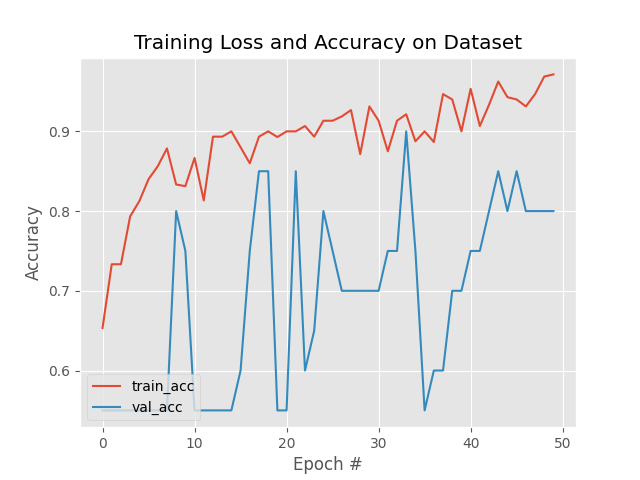 Training Loss and Accuracy on Dataset
Accuracy
0.9
0.8
0.7
0.6
train_acc
val_acc
0
10
20
30
40
50
Epoch #